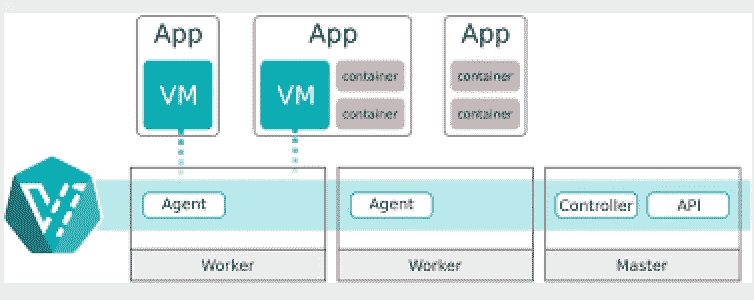 App
App
App
VM
VM
container
container
container
container
Agent
Agent
Controller
API
Worker
Worker
Master